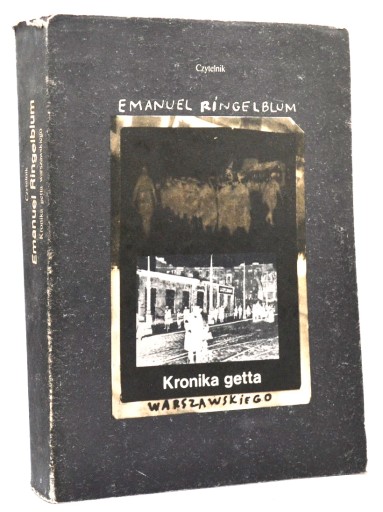 Czytelnik
EMANUEL RINGELBLUM
Kronika getta
WARSZAWSKIEGO
Czytelnik
Emanuel Ringelblum
Kronika getta warszawskiego